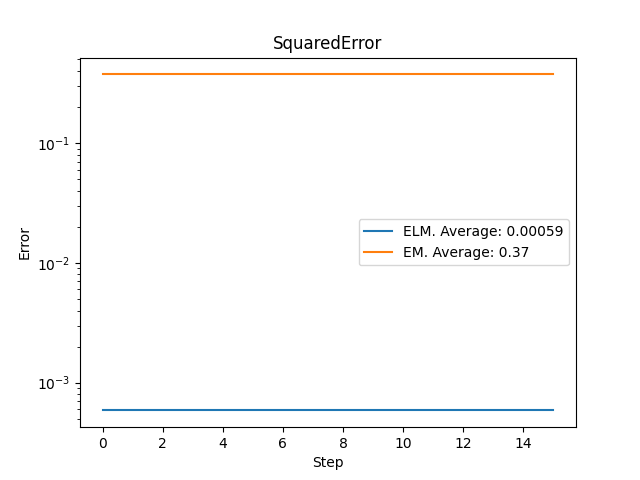 SquaredError
Error
10⁻¹
10⁻²
10⁻³
ELM. Average: 0.00059
EM. Average: 0.37
0 2 4 6 8 10 12 14
Step